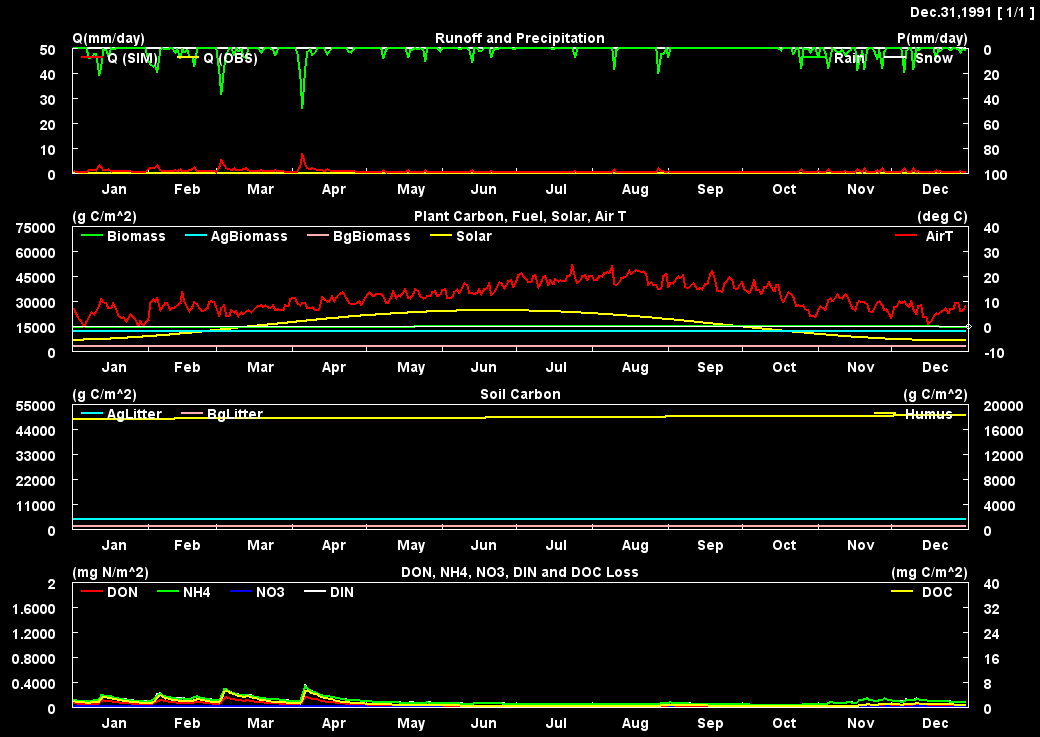 Dec.31,1991 [ 1/1 ]
Q(mm/day) Runoff and Precipitation P(mm/day)
50 0
Q (SIM) Q (OBS) Rain Snow
40 20
30 40
20 60
10 80
0 100
Jan Feb Mar Apr May Jun Jul Aug Sep Oct Nov Dec
(g C/m^2) Plant Carbon, Fuel, Solar, Air T (deg C)
75000 40
Biomass AgBiomass BgBiomass Solar AirT
60000 30
45000 20
30000 10
15000 0
0 -10
Jan Feb Mar Apr May Jun Jul Aug Sep Oct Nov Dec
(g C/m^2) Soil Carbon (g C/m^2)
55000 20000
AgLitter BgLitter Humus
44000 16000
33000 12000
22000 8000
11000 4000
0 0
Jan Feb Mar Apr May Jun Jul Aug Sep Oct Nov Dec
(mg N/m^2) DON, NH4, NO3, DIN and DOC Loss (mg C/m^2)
2 40
DON NH4 NO3 DIN DOC
1.6000 32
1.2000 24
0.8000 16
0.4000 8
0 0
Jan Feb Mar Apr May Jun Jul Aug Sep Oct Nov Dec